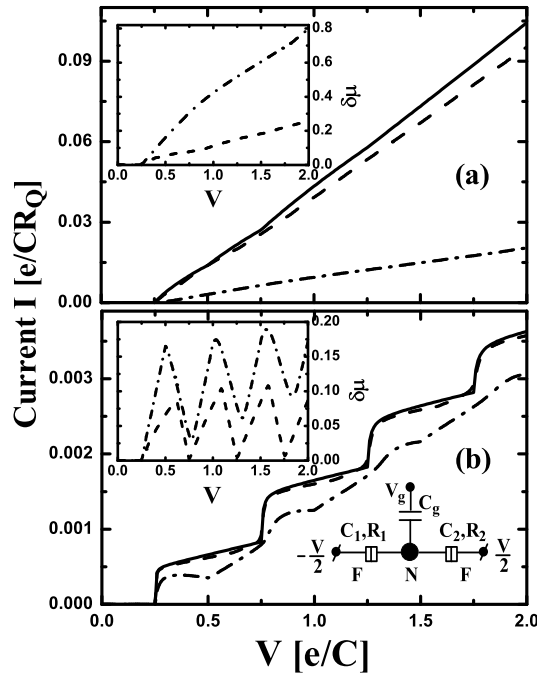 0.8
0.09
0.6
0.4
δμ
0.06
0.2
0.0
0.0 0.5 1.0 1.5 2.0
V
(a)
0.03
0.00
Current I [e/CR_Q]
0.20
0.15
0.003
0.10
δμ
0.05
0.00
0.0 0.5 1.0 1.5 2.0
0.002
V
(b)
V_g
C_g
0.001
C_1,R_1 C_2,R_2
-V/2 V/2
F N F
0.000
0.0 0.5 1.0 1.5 2.0
V [e/C]